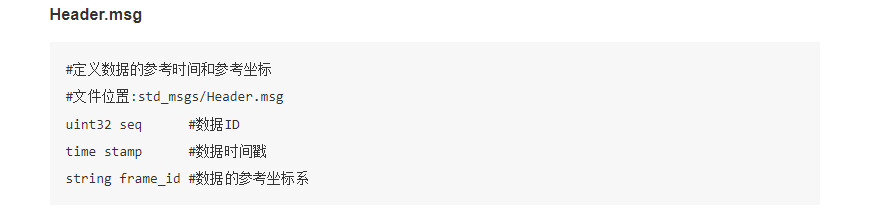 Header.msg
#定义数据的参考时间和参考坐标
#文件位置:std_msgs/Header.msg
uint32 seq      #数据ID
time stamp      #数据时间戳
string frame_id #数据的参考坐标系